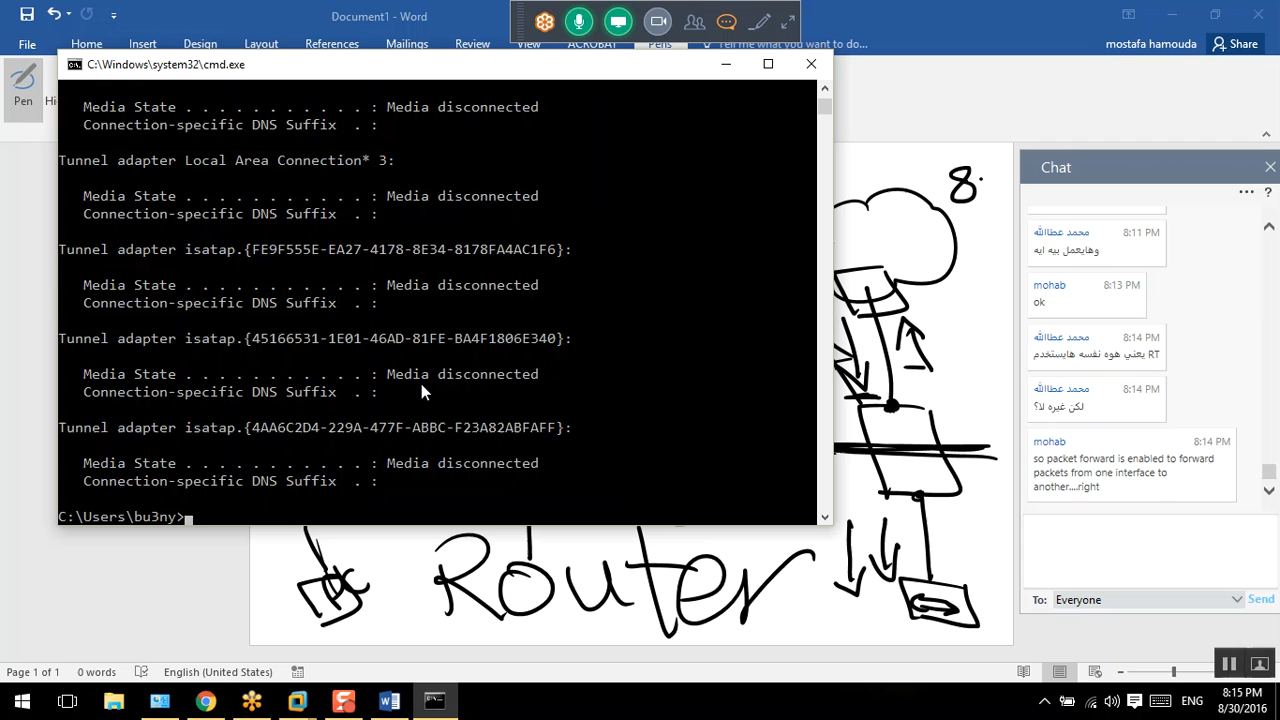 Document1 - Word
mostafa hamouda
Share
File
Home
Insert
Design
Layout
References
Mailings
Review
View
ACROBAT
Pens
Tell me what you want to do...
Pen
C:\Windows\system32\cmd.exe
Media State . . . . . . . . . . . : Media disconnected
Connection-specific DNS Suffix  . :
Tunnel adapter Local Area Connection* 3:
Media State . . . . . . . . . . . : Media disconnected
Connection-specific DNS Suffix  . :
Tunnel adapter isatap.{FE9F555E-EA27-4178-8E34-8178FA4AC1F6}:
Media State . . . . . . . . . . . : Media disconnected
Connection-specific DNS Suffix  . :
Tunnel adapter isatap.{45166531-1E01-46AD-81FE-BA4F1806E340}:
Media State . . . . . . . . . . . : Media disconnected
Connection-specific DNS Suffix  . :
Tunnel adapter isatap.{4AA6C2D4-229A-477F-ABBC-F23A82ABFAFF}:
Media State . . . . . . . . . . . : Media disconnected
Connection-specific DNS Suffix  . :
C:\Users\bu3ny>
8.
Router
Chat
محمد عطاالله 8:11 PM
وهايعمل بيه ايه
mohab 8:13 PM
ok
محمد عطاالله 8:14 PM
يعني هوه نفسه هايستخدم RT
محمد عطاالله 8:14 PM
لكن غيره لا؟
mohab 8:14 PM
so packet forward is enabled to forward
packets from one interface to
another....right
To: Everyone
Send
Page 1 of 1
0 words
English (United States)
ENG
8:15 PM
8/30/2016